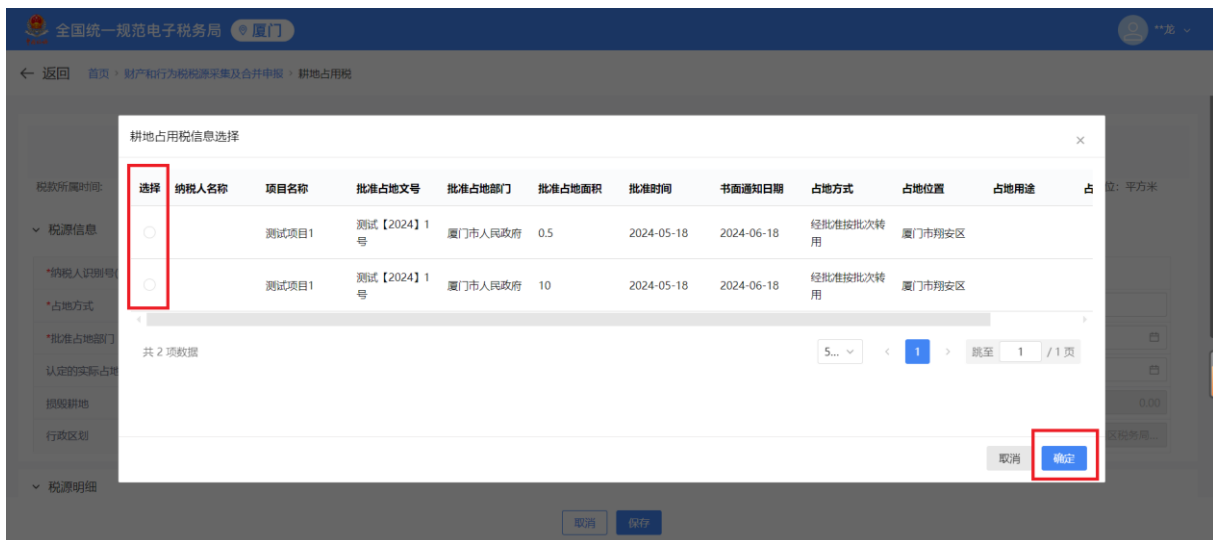 全国统一规范电子税务局 厦门 **龙
返回 首页 > 财产和行为税税源采集及合并申报 > 耕地占用税
耕地占用税信息选择 ×
税款所属时间: 位: 平方米
选择 纳税人名称 项目名称 批准占地文号 批准占地部门 批准占地面积 批准时间 书面通知日期 占地方式 占地位置 占地用途 占
税源信息
测试项目1 测试【2024】1 厦门市人民政府 0.5 2024-05-18 2024-06-18 经批准按批次转 厦门市翔安区
号 用
*纳税人识别号(
测试项目1 测试【2024】1 厦门市人民政府 10 2024-05-18 2024-06-18 经批准按批次转 厦门市翔安区
号 用
*占地方式
*批准占地部门
共 2 项数据 5... < 1 > 跳至 1 / 1 页
认定的实际占地
损毁耕地 0.00
行政区划 区税务局...
取消 确定
税源明细
取消 保存